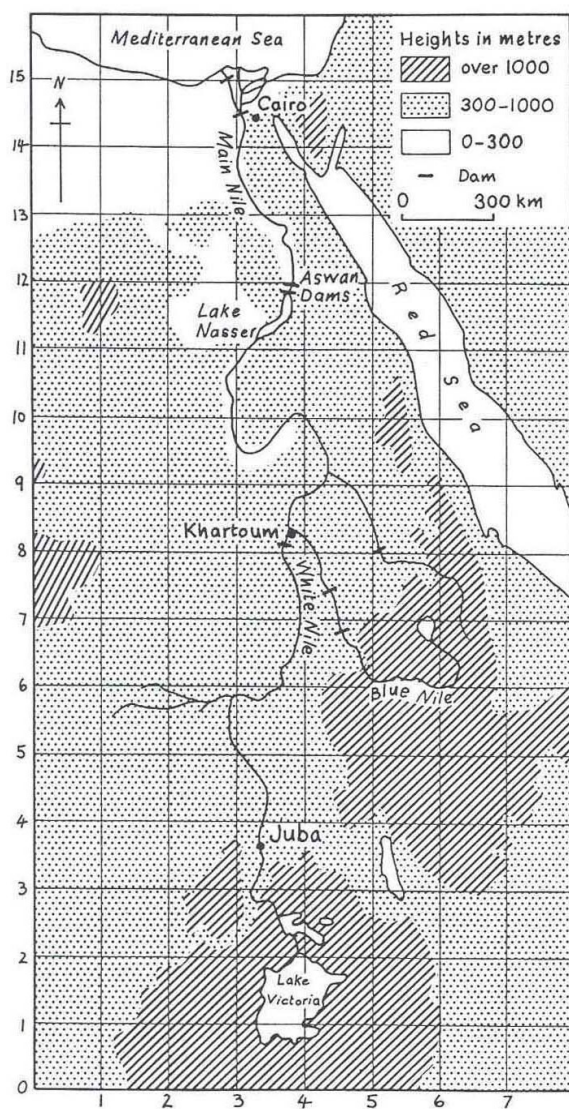 Mediterranean Sea
Heights in metres
over 1000
300-1000
0-300
Dam
0 300 km
N
Cairo
Main Nile
Aswan
Dams
Lake
Nasser
Red Sea
Khartoum
White Nile
Blue Nile
Juba
Lake
Victoria
15
14
13
12
11
10
9
8
7
6
5
4
3
2
1
0
1 2 3 4 5 6 7